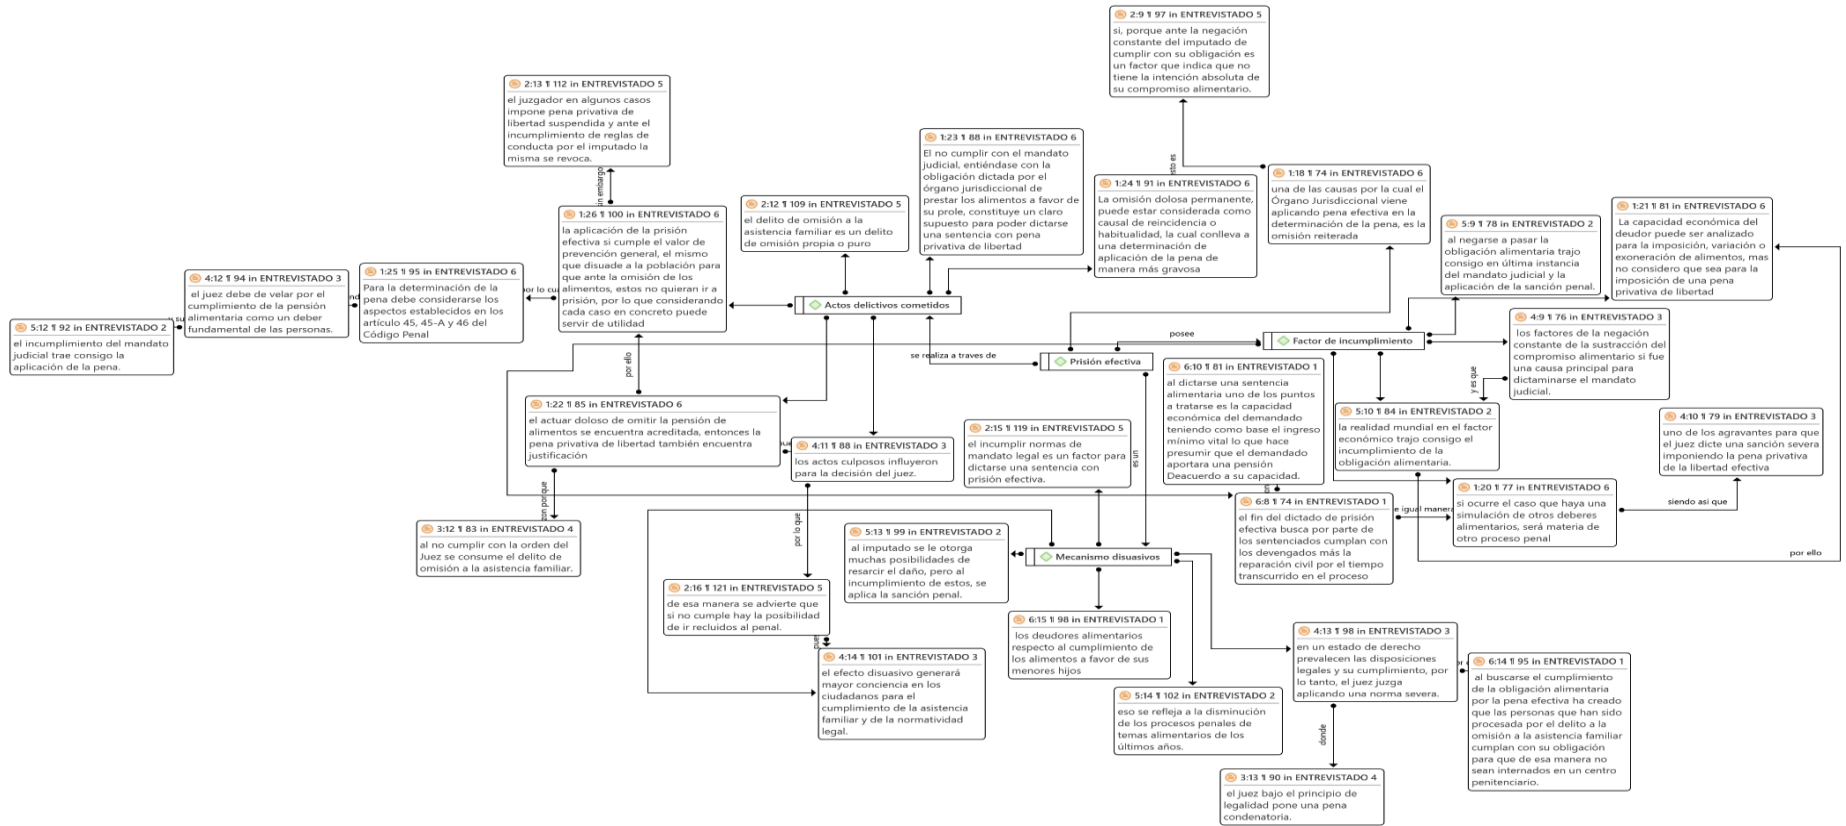 2:9 ¶ 97 in ENTREVISTADO 5
si, porque ante la negación
constante del imputado de
cumplir con su obligación es
un factor que indica que no
tiene la intención absoluta de
su compromiso alimentario.
2:13 ¶ 112 in ENTREVISTADO 5
el juzgador en algunos casos
impone pena privativa de
libertad suspendida y ante el
incumplimiento de reglas de
conducta por el imputado la
misma se revoca.
in embargo
1:23 ¶ 88 in ENTREVISTADO 6
El no cumplir con el mandato
judicial, entiéndase con la
obligación dictada por el
órgano jurisdiccional de
prestar los alimentos a favor de
su prole, constituye un claro
supuesto para poder dictarse
una sentencia con pena
privativa de libertad
sto es
1:24 ¶ 91 in ENTREVISTADO 6
La omisión dolosa permanente,
puede estar considerada como
causal de reincidencia o
habitualidad, la cual conlleva a
una determinación de
aplicación de la pena de
manera más gravosa
1:18 ¶ 74 in ENTREVISTADO 6
una de las causas por la cual el
Órgano Jurisdiccional viene
aplicando pena efectiva en la
determinación de la pena, es la
omisión reiterada
2:12 ¶ 109 in ENTREVISTADO 5
el delito de omisión a la
asistencia familiar es un delito
de omisión propia o puro
1:26 ¶ 100 in ENTREVISTADO 6
la aplicación de la prisión
efectiva si cumple el valor de
prevención general, el mismo
que disuade a la población para
que ante la omisión de los
alimentos, estos no quieran ir a
prisión, por lo que considerando
cada caso en concreto puede
servir de utilidad
5:9 ¶ 78 in ENTREVISTADO 2
al negarse a pasar la
obligación alimentaria trajo
consigo en última instancia
del mandato judicial y la
aplicación de la sanción penal.
1:21 ¶ 81 in ENTREVISTADO 6
La capacidad económica del
deudor puede ser analizado
para la imposición, variación o
exoneración de alimentos, mas
no considero que sea para la
imposición de una pena
privativa de libertad
1:25 ¶ 95 in ENTREVISTADO 6
Para la determinación de la
pena debe considerarse los
aspectos establecidos en los
artículo 45, 45-A y 46 del
Código Penal
por lo cua
4:12 ¶ 94 in ENTREVISTADO 3
el juez debe de velar por el
cumplimiento de la pensión
alimentaria como un deber
fundamental de las personas.
nd
5:12 ¶ 92 in ENTREVISTADO 2
el incumplimiento del mandato
judicial trae consigo la
aplicación de la pena.
y su
Actos delictivos cometidos
se realiza a traves de
Prisión efectiva
posee
Factor de incumplimiento
4:9 ¶ 76 in ENTREVISTADO 3
los factores de la negación
constante de la sustracción del
compromiso alimentario si fue
una causa principal para
dictaminarse el mandato
judicial.
y es que
por ello
6:10 ¶ 81 in ENTREVISTADO 1
al dictarse una sentencia
alimentaria uno de los puntos
a tratarse es la capacidad
económica del demandado
teniendo como base el ingreso
mínimo vital lo que hace
presumir que el demandado
aportara una pensión
Deacuerdo a su capacidad.
1:22 ¶ 85 in ENTREVISTADO 6
el actuar doloso de omitir la pensión de
alimentos se encuentra acreditada, entonces la
pena privativa de libertad también encuentra
justificación
5:10 ¶ 84 in ENTREVISTADO 2
la realidad mundial en el factor
económico trajo consigo el
incumplimiento de la
obligación alimentaria.
4:10 ¶ 79 in ENTREVISTADO 3
uno de los agravantes para que
el juez dicte una sanción severa
imponiendo la pena privativa
de la libertad efectiva
2:15 ¶ 119 in ENTREVISTADO 5
el incumplir normas de
mandato legal es un factor para
dictarse una sentencia con
prisión efectiva.
es un
4:11 ¶ 88 in ENTREVISTADO 3
los actos culposos influyeron
para la decisión del juez.
1:20 ¶ 77 in ENTREVISTADO 6
si ocurre el caso que haya una
simulación de otros deberes
alimentarios, será materia de
otro proceso penal
siendo asi que
6:8 ¶ 74 in ENTREVISTADO 1
el fin del dictado de prisión
efectiva busca por parte de
los sentenciados cumplan con
los devengados más la
reparación civil por el tiempo
transcurrido en el proceso
e igual manera
zon por que
3:12 ¶ 83 in ENTREVISTADO 4
al no cumplir con la orden del
Juez se consume el delito de
omisión a la asistencia familiar.
por lo que
5:13 ¶ 99 in ENTREVISTADO 2
al imputado se le otorga
muchas posibilidades de
resarcir el daño, pero al
incumplimiento de estos, se
aplica la sanción penal.
Mecanismo disuasivos
por ello
2:16 ¶ 121 in ENTREVISTADO 5
de esa manera se advierte que
si no cumple hay la posibilidad
de ir recluidos al penal.
6:15 ¶ 98 in ENTREVISTADO 1
los deudores alimentarios
respecto al cumplimiento de
los alimentos a favor de sus
menores hijos
4:13 ¶ 98 in ENTREVISTADO 3
en un estado de derecho
prevalecen las disposiciones
legales y su cumplimiento, por
lo tanto, el juez juzga
aplicando una norma severa.
4:14 ¶ 101 in ENTREVISTADO 3
el efecto disuasivo generará
mayor conciencia en los
ciudadanos para el
cumplimiento de la asistencia
familiar y de la normatividad
legal.
6:14 ¶ 95 in ENTREVISTADO 1
al buscarse el cumplimiento
de la obligación alimentaria
por la pena efectiva ha creado
que las personas que han sido
procesada por el delito a la
omisión a la asistencia familiar
cumplan con su obligación
para que de esa manera no
sean internados en un centro
penitenciario.
5:14 ¶ 102 in ENTREVISTADO 2
eso se refleja a la disminución
de los procesos penales de
temas alimentarios de los
últimos años.
donde
3:13 ¶ 90 in ENTREVISTADO 4
el juez bajo el principio de
legalidad pone una pena
condenatoria.